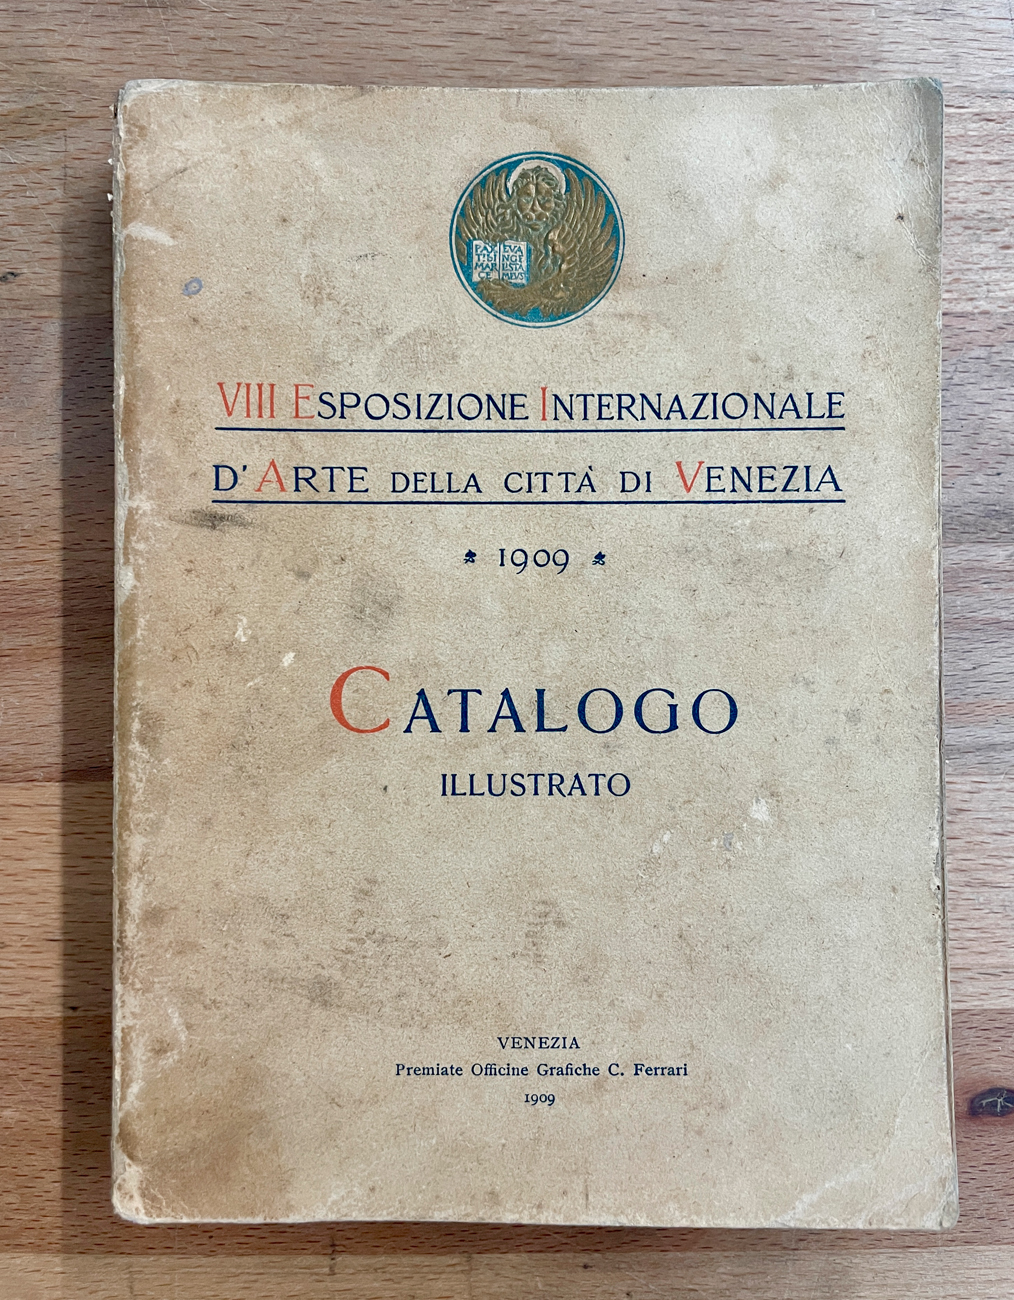 PAX EVA
TIBI NGE
MAR LISTA
CE MEUS
VIII ESPOSIZIONE INTERNAZIONALE
D'ARTE DELLA CITTÀ DI VENEZIA
1909
CATALOGO
ILLUSTRATO
VENEZIA
Premiate Officine Grafiche C. Ferrari
1909